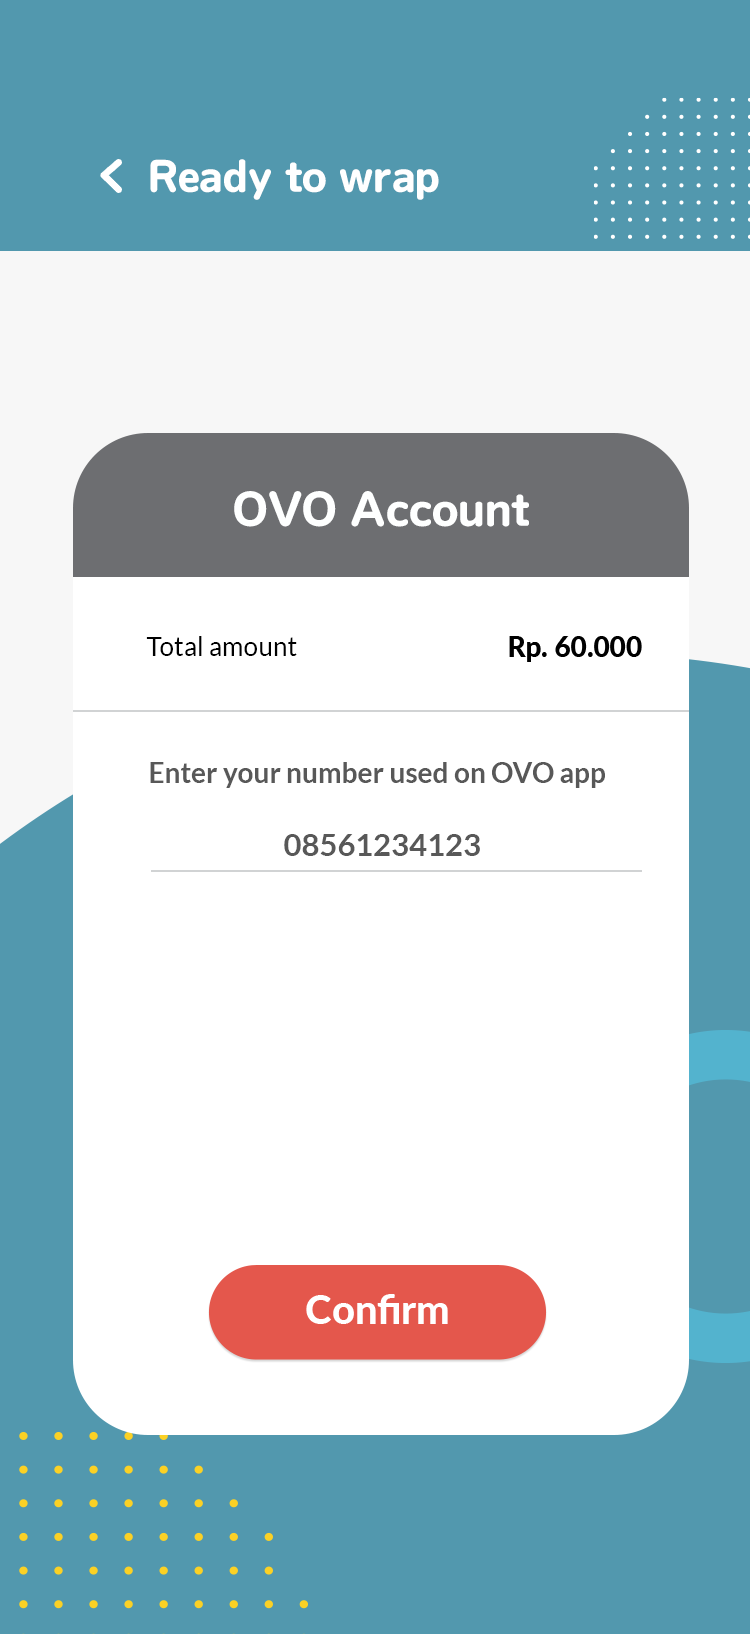 Ready to wrap
OVO Account
Total amount Rp. 60.000
Enter your number used on OVO app
08561234123
Confirm